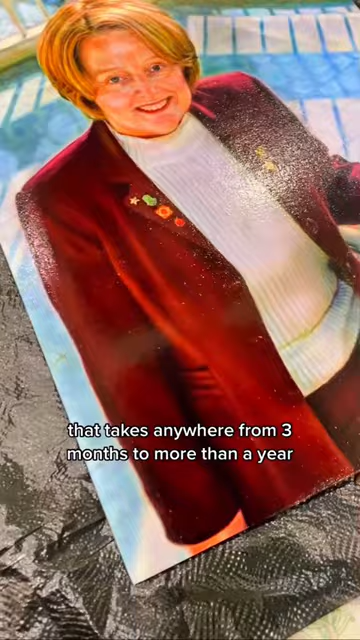 that takes anywhere from 3
months to more than a year